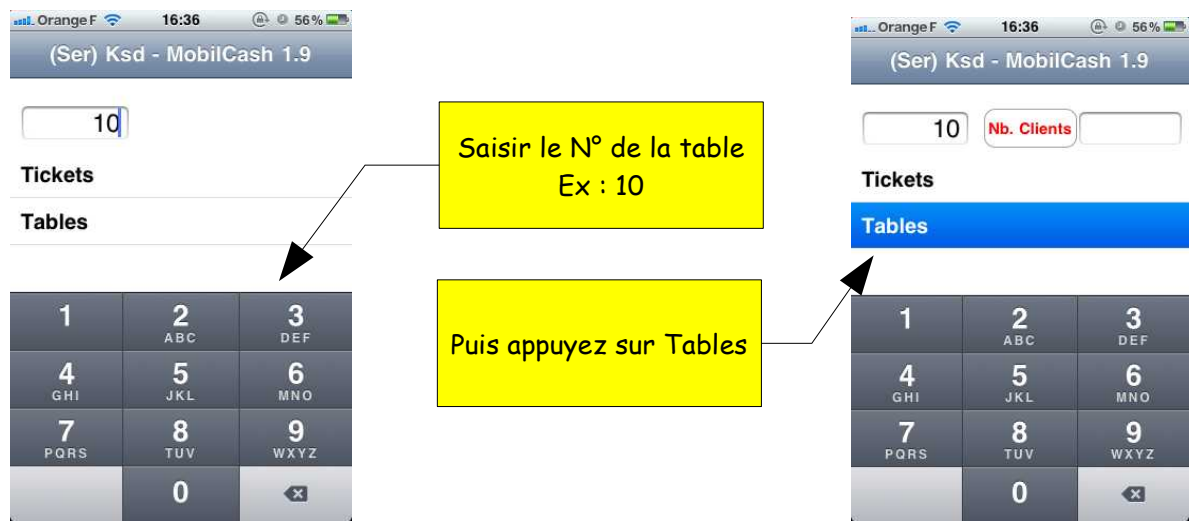 Orange F 16:36 56%
(Ser) Ksd - MobilCash 1.9
10
Tickets
Tables
1 2 3
ABC DEF
4 5 6
GHI JKL MNO
7 8 9
PQRS TUV WXYZ
0
Saisir le N° de la table
Ex : 10
Puis appuyez sur Tables
Orange F 16:36 56%
(Ser) Ksd - MobilCash 1.9
10 Nb. Clients
Tickets
Tables
1 2 3
ABC DEF
4 5 6
GHI JKL MNO
7 8 9
PQRS TUV WXYZ
0